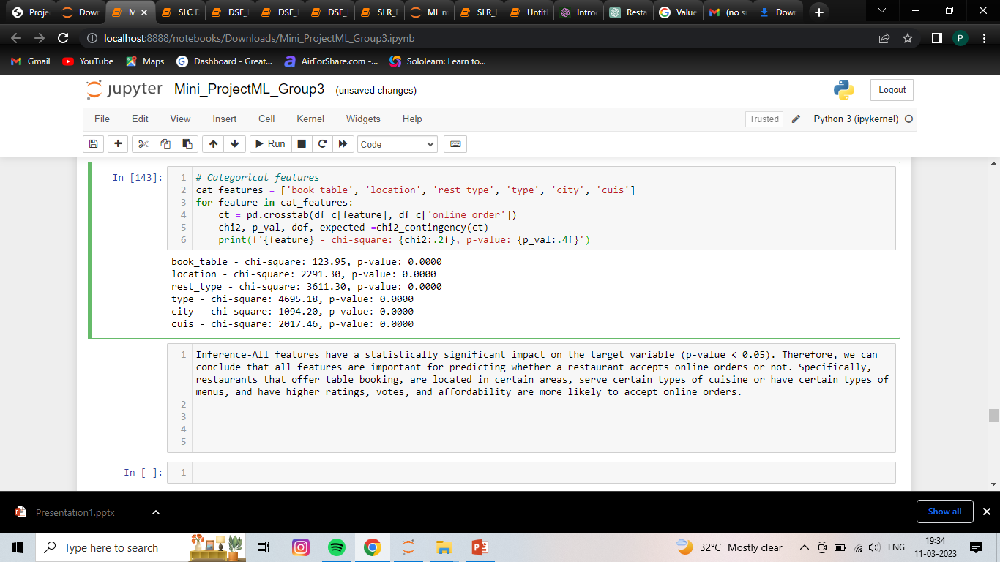 Proje
Down
M
SLC D
DSE_
DSE_
DSE_
SLR_D
ML m
SLR_
Untit
Introd
Resta
Value
(no s
Down
localhost:8888/notebooks/Downloads/Mini_ProjectML_Group3.ipynb
P
Gmail YouTube Maps Dashboard - Great... AirForShare.com -... Sololearn: Learn to...
jupyter Mini_ProjectML_Group3 (unsaved changes)
Logout
File Edit View Insert Cell Kernel Widgets Help
Trusted Python 3 (ipykernel)
Run Code
In [143]:
1 # Categorical features
2 cat_features = ['book_table', 'location', 'rest_type', 'type', 'city', 'cuis']
3 for feature in cat_features:
4 ct = pd.crosstab(df_c[feature], df_c['online_order'])
5 chi2, p_val, dof, expected =chi2_contingency(ct)
6 print(f'{feature} - chi-square: {chi2:.2f}, p-value: {p_val:.4f}')
book_table - chi-square: 123.95, p-value: 0.0000
location - chi-square: 2291.30, p-value: 0.0000
rest_type - chi-square: 3611.30, p-value: 0.0000
type - chi-square: 4695.18, p-value: 0.0000
city - chi-square: 1094.20, p-value: 0.0000
cuis - chi-square: 2017.46, p-value: 0.0000
1 Inference-All features have a statistically significant impact on the target variable (p-value < 0.05). Therefore, we can
conclude that all features are important for predicting whether a restaurant accepts online orders or not. Specifically,
restaurants that offer table booking, are located in certain areas, serve certain types of cuisine or have certain types of
menus, and have higher ratings, votes, and affordability are more likely to accept online orders.
2
3
4
5
In [ ]: 1
Presentation1.pptx
Show all
Type here to search
32°C Mostly clear
ENG
19:34
11-03-2023